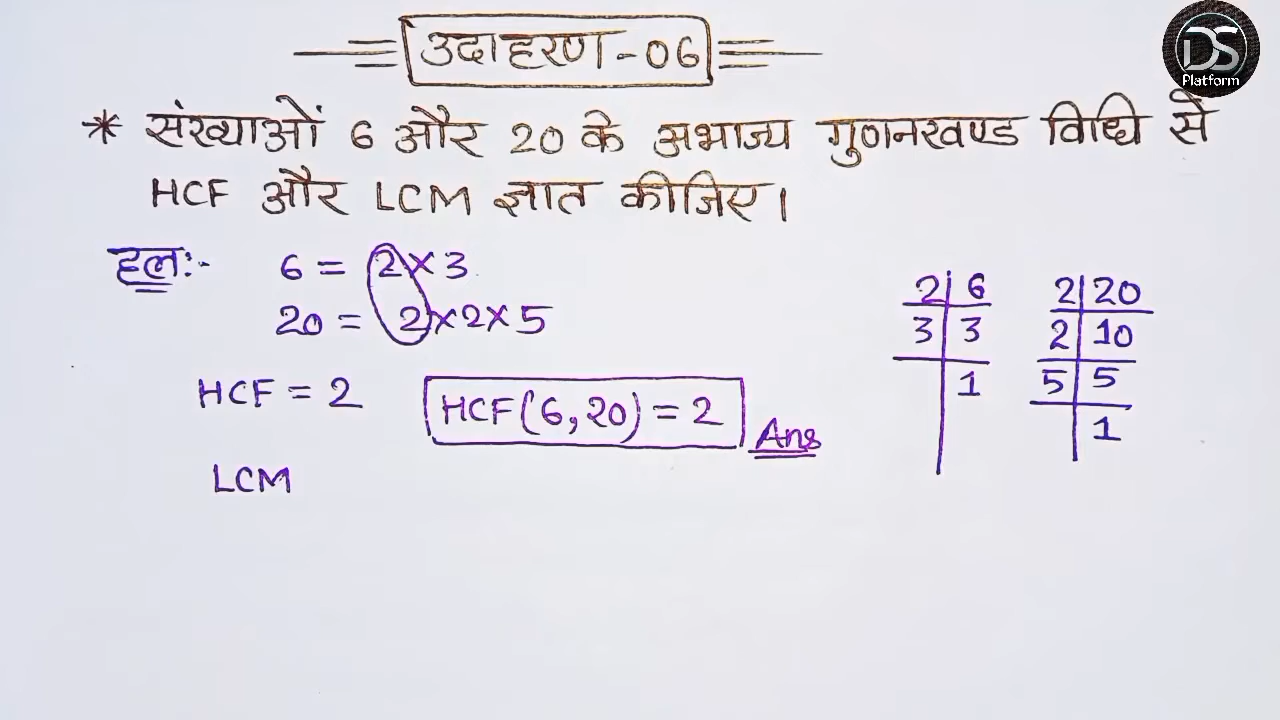 उदाहरण-06
DS
Platform
* संख्याओं 6 और 20 के अभाज्य गुणनखण्ड विधि से
HCF और LCM ज्ञात कीजिए।
हल:- 6 = 2×3
20 = 2×2×5
HCF = 2
HCF(6,20) = 2 Ans
LCM
2 6
3 3
1
2 20
2 10
5 5
1